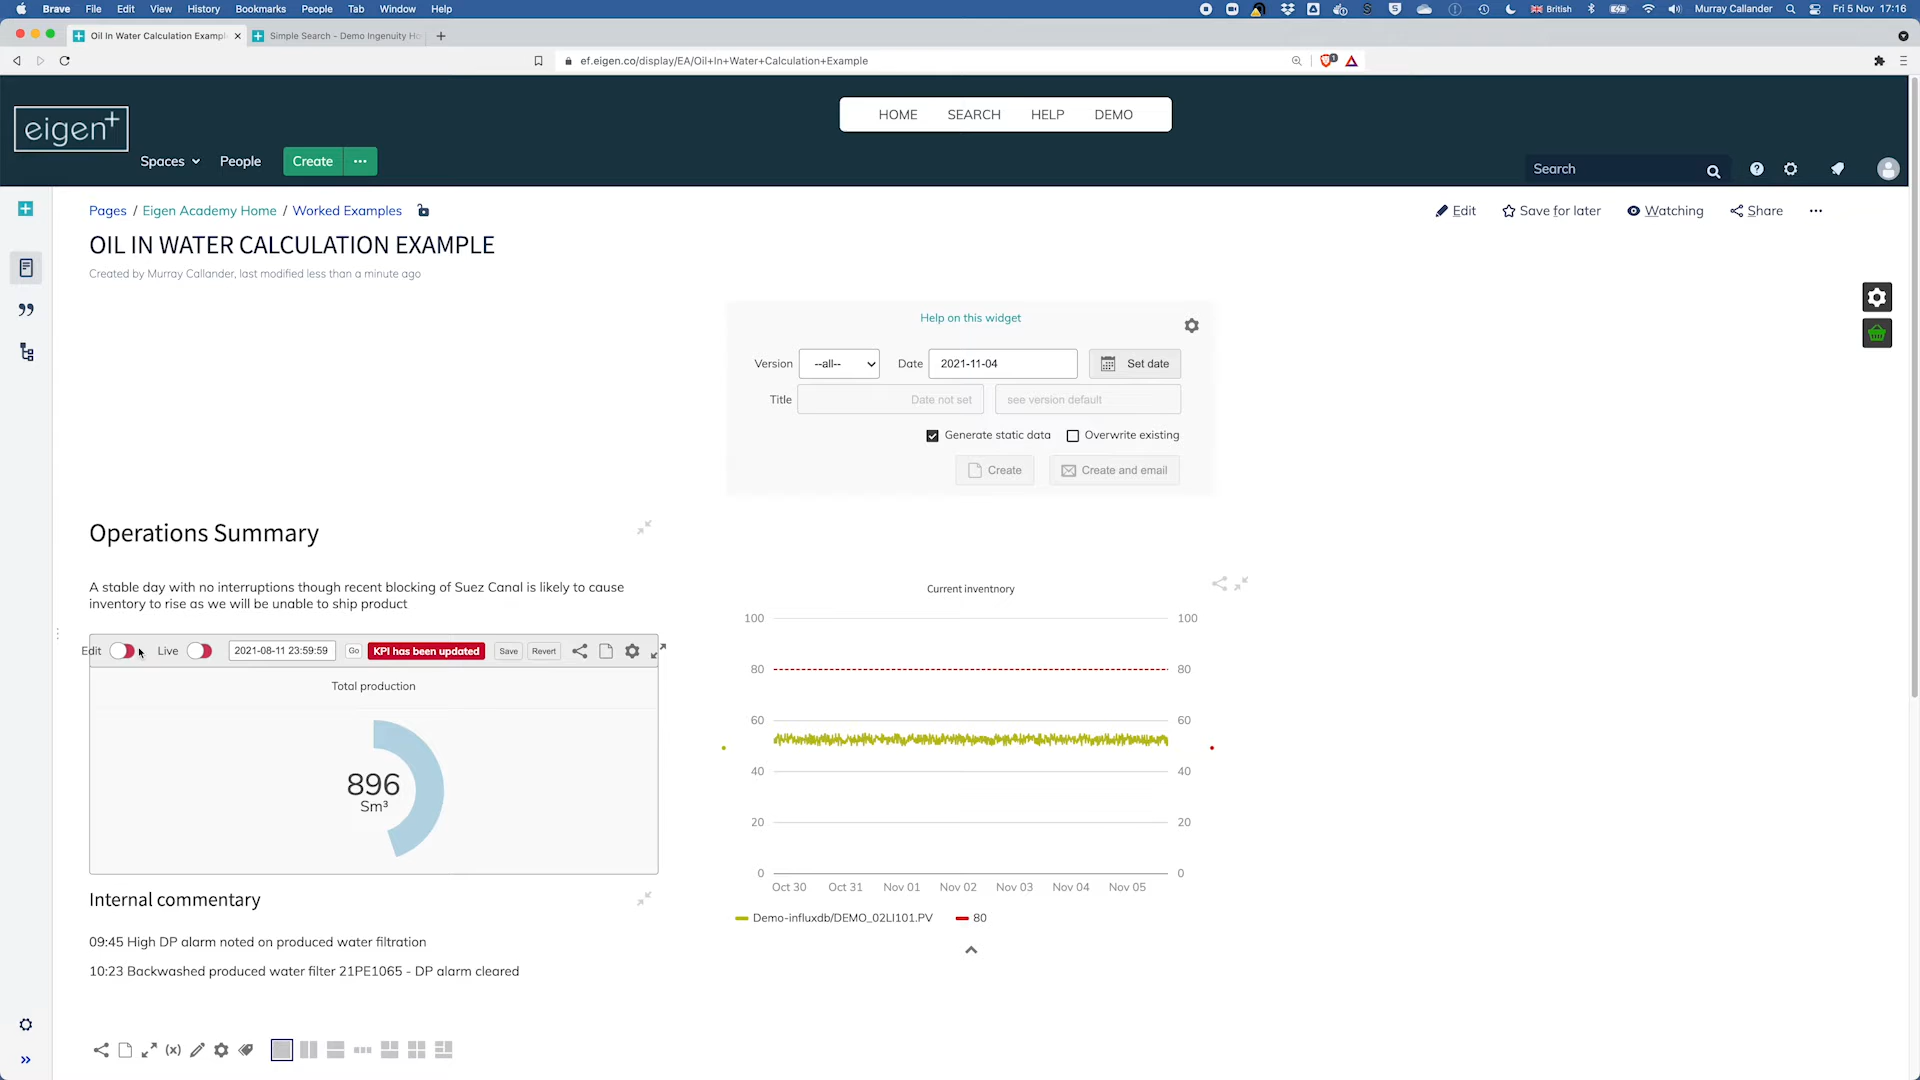 Brave File Edit View History Bookmarks People Tab Window Help British Murray Callander Fri 5 Nov 17:16
Oil In Water Calculation Exampl Simple Search - Demo Ingenuity Ho
ef.eigen.co/display/EA/Oil+In+Water+Calculation+Example
HOME SEARCH HELP DEMO
eigen+
Spaces People Create ···
Search
Pages / Eigen Academy Home / Worked Examples
Edit Save for later Watching Share ···
OIL IN WATER CALCULATION EXAMPLE
Created by Murray Callander, last modified less than a minute ago
Help on this widget
Version --all-- Date 2021-11-04 Set date
Title Date not set see version default
Generate static data Overwrite existing
Create Create and email
Operations Summary
A stable day with no interruptions though recent blocking of Suez Canal is likely to cause
inventory to rise as we will be unable to ship product
Edit Live 2021-08-11 23:59:59 Go KPI has been updated Save Revert
Total production
896
Sm³
Current inventnory
100 100
80 80
60 60
40 40
20 20
0 0
Oct 30 Oct 31 Nov 01 Nov 02 Nov 03 Nov 04 Nov 05
Demo-influxdb/DEMO_02LI101.PV 80
Internal commentary
09:45 High DP alarm noted on produced water filtration
10:23 Backwashed produced water filter 21PE1065 - DP alarm cleared
(x)